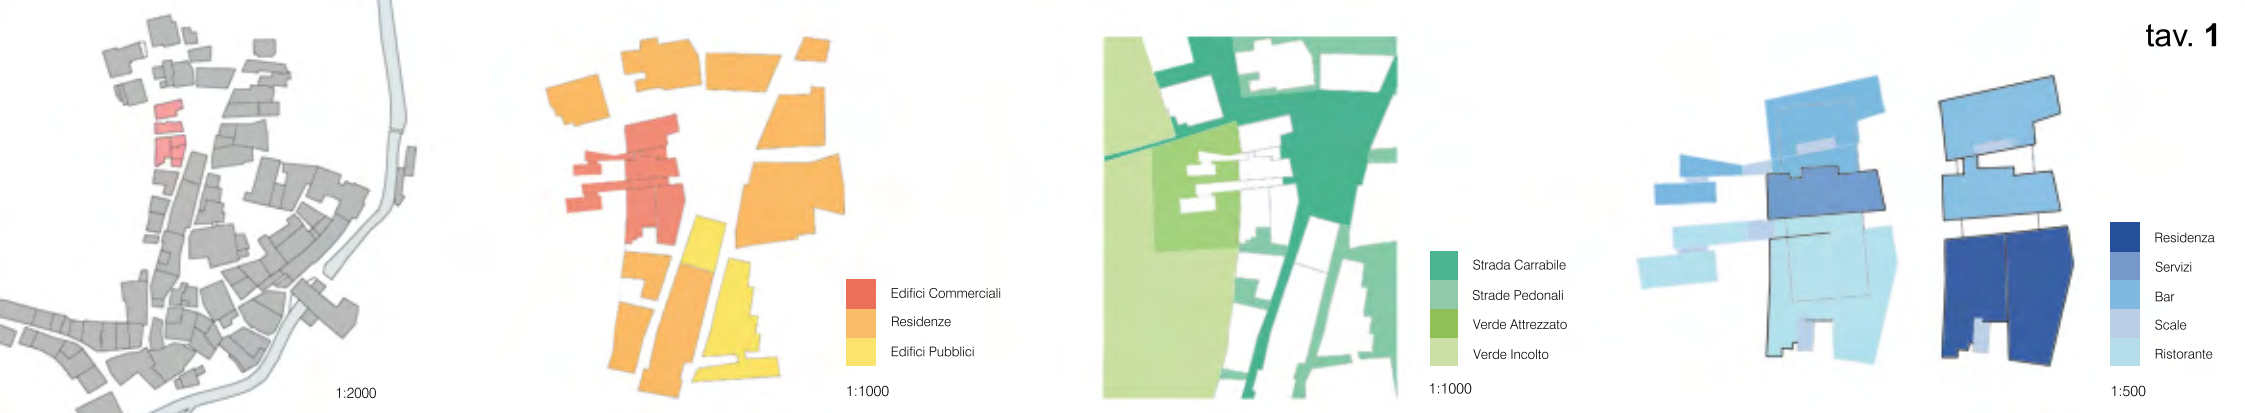 tav. 1
1:2000
Edifici Commerciali
Residenze
Edifici Pubblici
1:1000
Strada Carrabile
Strade Pedonali
Verde Attrezzato
Verde Incolto
1:1000
Residenza
Servizi
Bar
Scale
Ristorante
1:500